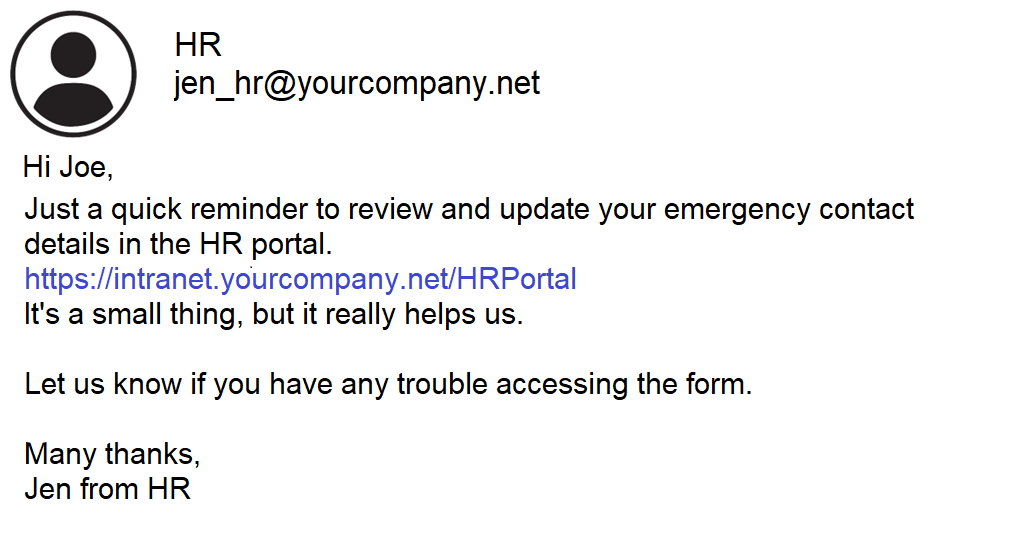 HR
jen_hr@yourcompany.net
Hi Joe,
Just a quick reminder to review and update your emergency contact
details in the HR portal.
https://intranet.yourcompany.net/HRPortal
It's a small thing, but it really helps us.
Let us know if you have any trouble accessing the form.
Many thanks,
Jen from HR